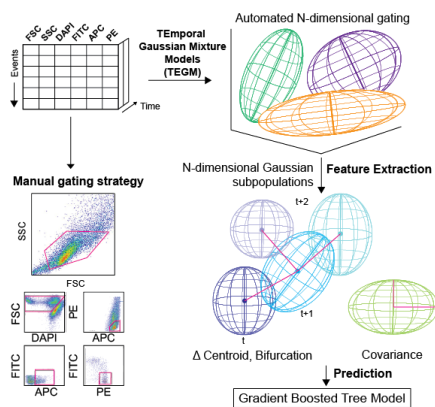 FSC SSC DAPI FITC APC PE
Events
Time
TEmporal
Gaussian Mixture
Models
(TEGM)
Automated N-dimensional gating
Manual gating strategy
SSC
FSC
FSC
DAPI
PE
APC
FITC
APC
FITC
PE
N-dimensional Gaussian
subpopulations
Feature Extraction
t+2
t+1
t
Δ Centroid, Bifurcation
Covariance
Prediction
Gradient Boosted Tree Model